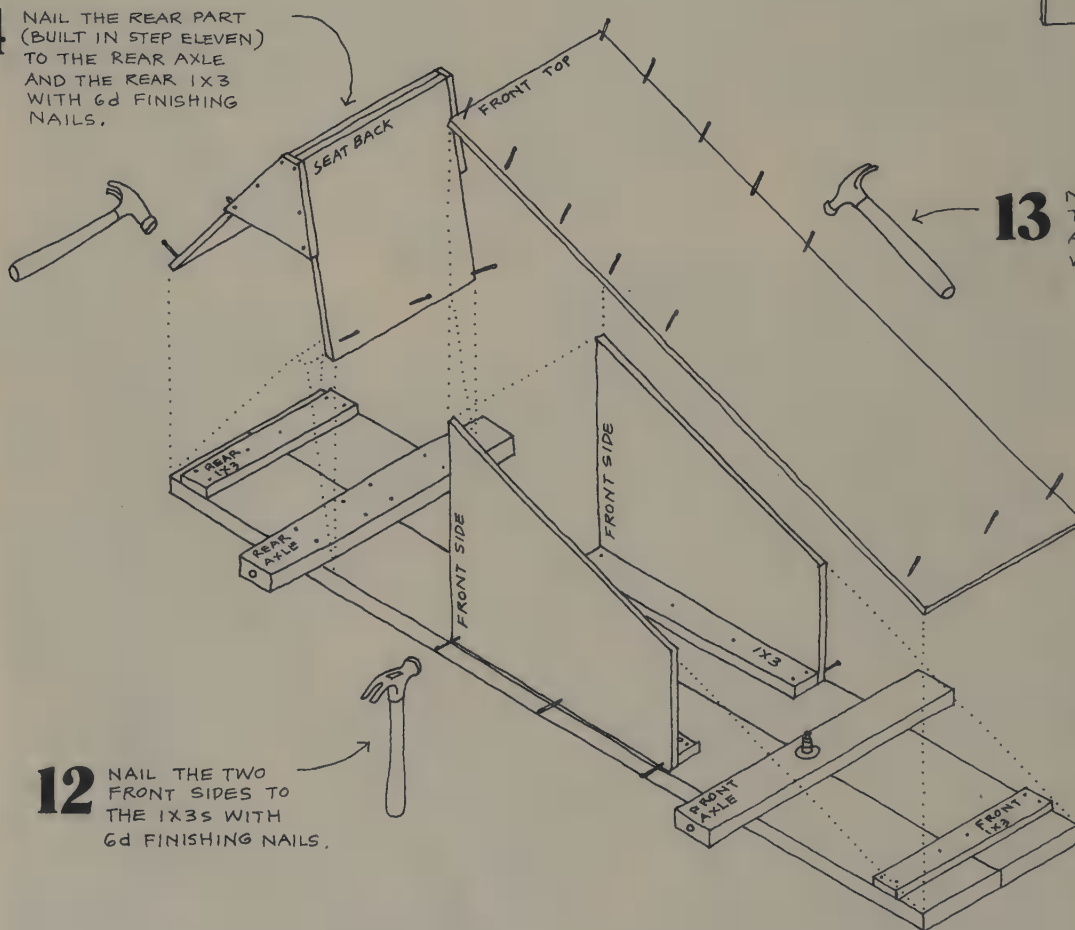 NAIL THE REAR PART
(BUILT IN STEP ELEVEN)
TO THE REAR AXLE
AND THE REAR 1X3
WITH 6d FINISHING
NAILS.
SEAT BACK
FRONT TOP
13
REAR
1X3
REAR
AXLE
FRONT SIDE
FRONT SIDE
1X3
FRONT
AXLE
FRONT
1X3
12
NAIL THE TWO
FRONT SIDES TO
THE 1X3S WITH
6d FINISHING NAILS.